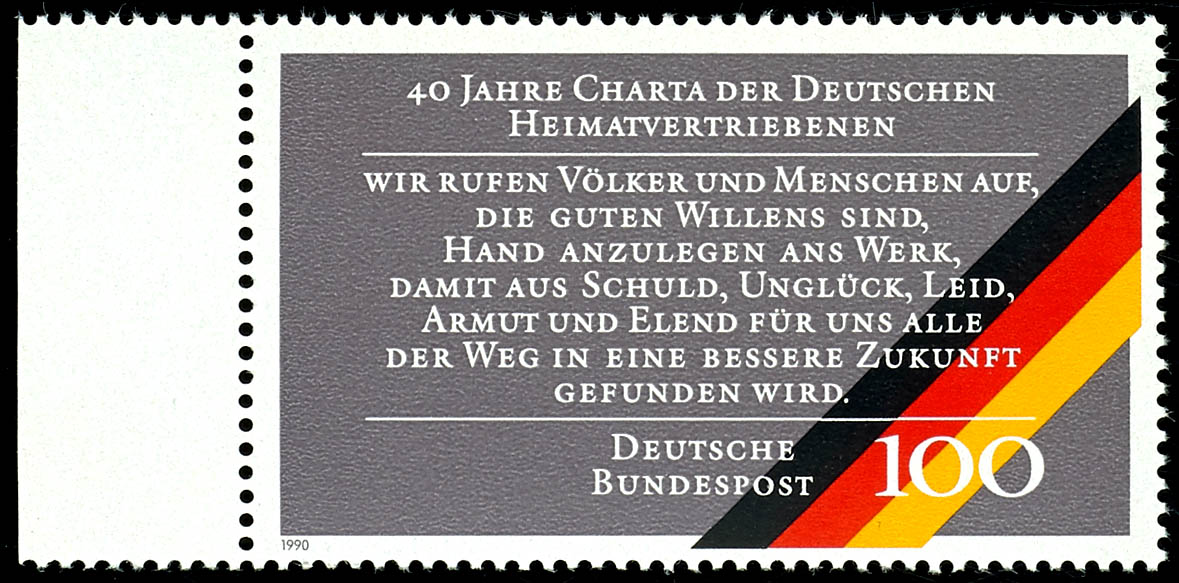 40 JAHRE CHARTA DER DEUTSCHEN
HEIMATVERTRIEBENEN
WIR RUFEN VÖLKER UND MENSCHEN AUF,
DIE GUTEN WILLENS SIND,
HAND ANZULEGEN ANS WERK,
DAMIT AUS SCHULD, UNGLÜCK, LEID,
ARMUT UND ELEND FÜR UNS ALLE
DER WEG IN EINE BESSERE ZUKUNFT
GEFUNDEN WIRD.
DEUTSCHE
BUNDESPOST
100
1990